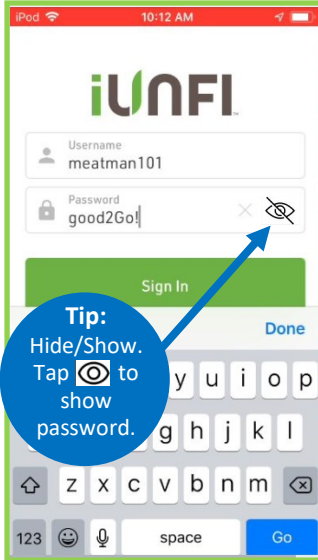 iPod 10:12 AM
iUNFI
Username
meatman101
Password
good2Go!
Sign In
Tip:
Hide/Show.
Tap to
show
password.
Done
y u i o p
g h j k l
z x c v b n m
123 space Go